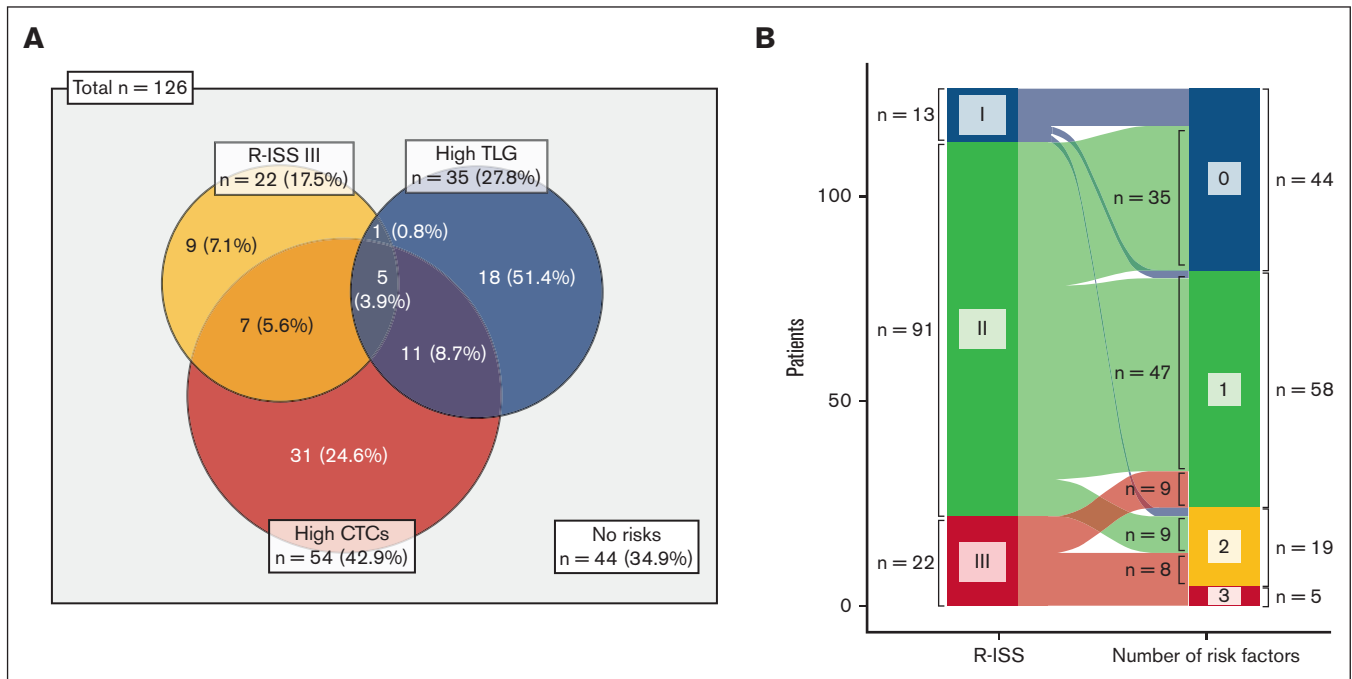 A
Total n = 126
R-ISS III
n = 22 (17.5%)
High TLG
n = 35 (27.8%)
9 (7.1%)
1 (0.8%)
5
(3.9%)
18 (51.4%)
7 (5.6%)
11 (8.7%)
31 (24.6%)
High CTCs
n = 54 (42.9%)
No risks
n = 44 (34.9%)
B
Patients
100
50
0
n = 13
n = 91
n = 22
I
II
III
n = 35
n = 47
n = 9
n = 9
n = 8
0
1
2
3
n = 44
n = 58
n = 19
n = 5
R-ISS
Number of risk factors